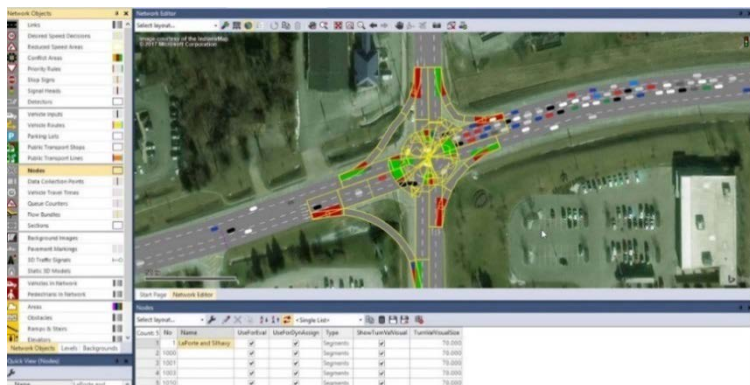 Network Objects
Links
Desired Speed Decisions
Reduced Speed Areas
Conflict Areas
Priority Rules
Stop Signs
Signal Heads
Detectors
Vehicle Inputs
Vehicle Routes
Parking Lots
Public Transport Stops
Public Transport Lines
Nodes
Data Collection Points
Vehicle Travel Times
Queue Counters
Flow Bundles
Sections
Background Images
Pavement Markings
3D Traffic Signals
Static 3D Models
Vehicles In Network
Pedestrians In Network
Areas
Obstacles
Ramps & Stairs
Elevators
Network Objects Levels Backgrounds
Quick View (Nodes)
Name
Network Editor
Select layout...
©2017 Microsoft Corporation
Start Page Network Editor
Nodes
Select layout... <Single List>
Count: 5 No Name UseForEval UseForDynAssign Type ShowTurnValVisual TurnValVisualSize
1 1 Segments 70.000
2 1000 Segments 70.000
3 1001 Segments 70.000
4 1003 Segments 70.000
5 1010 Segments 70.000